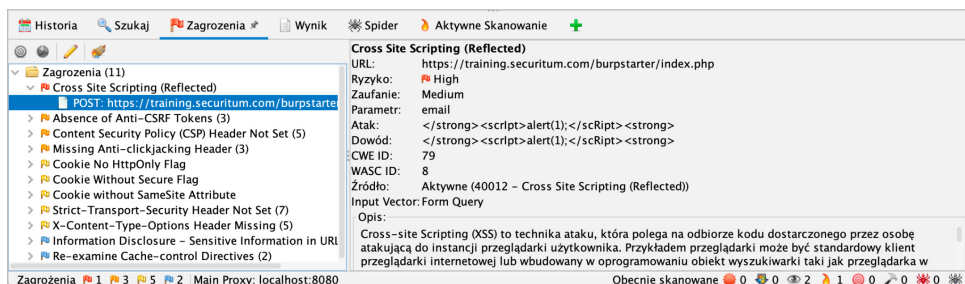 Historia Szukaj Zagrozenia Wynik Spider Aktywne Skanowanie
Zagrozenia (11)
Cross Site Scripting (Reflected)
POST: https://training.securitum.com/burpstarte
Absence of Anti-CSRF Tokens (3)
Content Security Policy (CSP) Header Not Set (5)
Missing Anti-clickjacking Header (3)
Cookie No HttpOnly Flag
Cookie Without Secure Flag
Cookie without SameSite Attribute
Strict-Transport-Security Header Not Set (7)
X-Content-Type-Options Header Missing (5)
Information Disclosure - Sensitive Information in URL
Re-examine Cache-control Directives (2)
Cross Site Scripting (Reflected)
URL: https://training.securitum.com/burpstarter/index.php
Ryzyko: High
Zaufanie: Medium
Parametr: email
Atak: </strong><scrIpt>alert(1);</scRipt><strong>
Dowód: </strong><scrIpt>alert(1);</scRipt><strong>
CWE ID: 79
WASC ID: 8
Źródło: Aktywne (40012 - Cross Site Scripting (Reflected))
Input Vector: Form Query
Opis:
Cross-site Scripting (XSS) to technika ataku, która polega na odbiorze kodu dostarczonego przez osobę
atakującą do instancji przeglądarki użytkownika. Przykładem przeglądarki może być standardowy klient
przeglądarki internetowej lub wbudowany w oprogramowaniu obiekt wyszukiwarki taki jak przeglądarka w
Zagrożenia 1 3 5 2 Main Proxy: localhost:8080 Obecnie skanowane 0 0 2 1 0 0 0